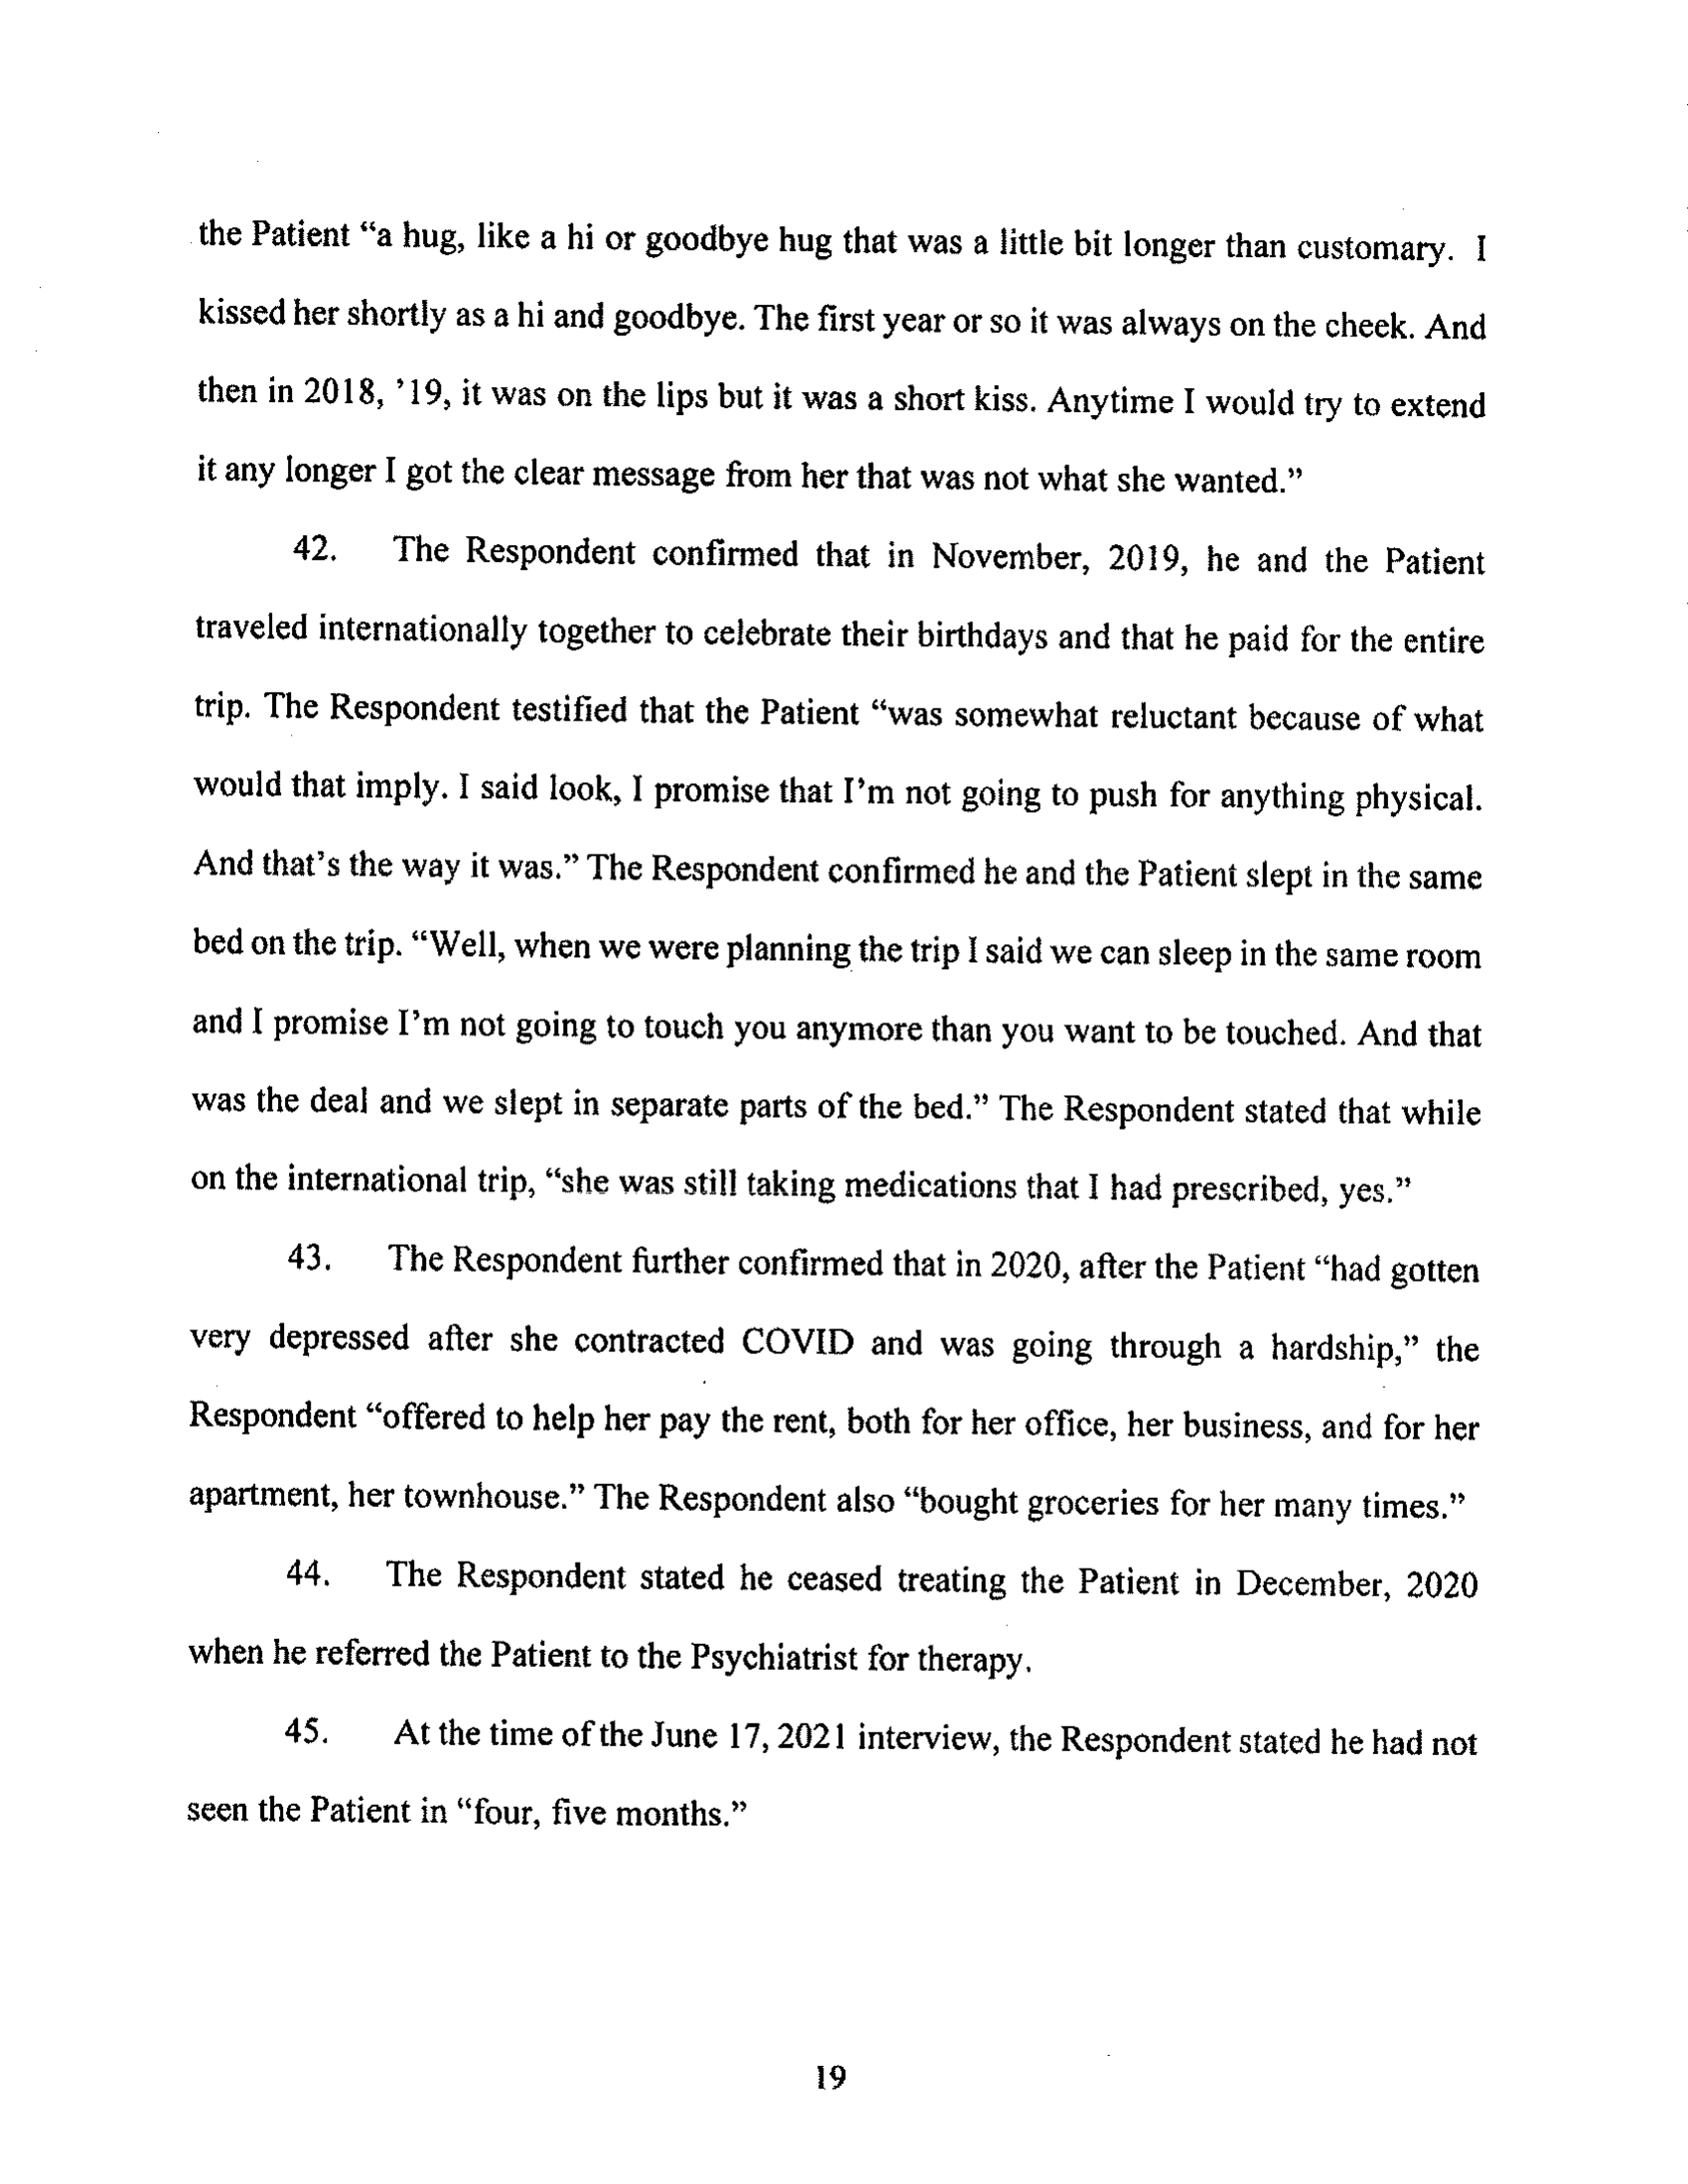 the Patient “a hug, like a hi or goodbye hug that was a little bit longer than customary. I
kissed her shortly as a hi and goodbye. The first year or so it was always on the cheek. And
then in 2018, ’19, it was on the lips but it was a short kiss. Anytime I would try to extend
it any longer I got the clear message from her that was not what she wanted.”
42. The Respondent confirmed that in November, 2019, he and the Patient
traveled internationally together to celebrate their birthdays and that he paid for the entire
trip. The Respondent testified that the Patient “was somewhat reluctant because of what
would that imply. I said look, I promise that I’m not going to push for anything physical.
And that’s the way it was.” The Respondent confirmed he and the Patient slept in the same
bed on the trip. “Well, when we were planning the trip I said we can sleep in the same room
and I promise I’m not going to touch you anymore than you want to be touched. And that
was the deal and we slept in separate parts of the bed.” The Respondent stated that while
on the international trip, “she was still taking medications that I had prescribed, yes.”
43. The Respondent further confirmed that in 2020, after the Patient “had gotten
very depressed after she contracted COVID and was going through a hardship,” the
Respondent “offered to help her pay the rent, both for her office, her business, and for her
apartment, her townhouse.” The Respondent also “bought groceries for her many times.”
44. The Respondent stated he ceased treating the Patient in December, 2020
when he referred the Patient to the Psychiatrist for therapy.
45. At the time of the June 17, 2021 interview, the Respondent stated he had not
seen the Patient in “four, five months.”
19